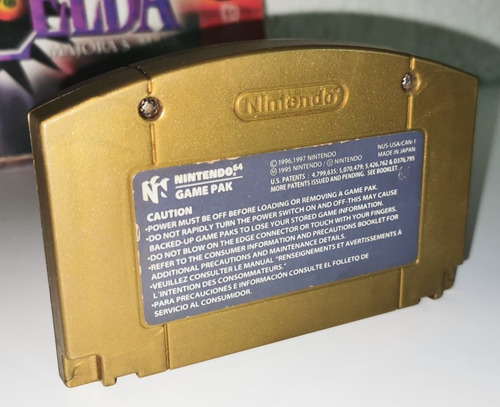 ELDA
Nintendo
NINTENDO 64
GAME PAK
©1996,1997 NINTENDO
Ⓜ1995 NINTENDO / Ⓒ NINTENDO
NUS-USA/CAN-1
MADE IN JAPAN
U.S. PATENTS : 4,799,635; 5,070,479; 5,426,762 & D376,795
MORE PATENTS ISSUED AND PENDING. SEE BOOKLET.
CAUTION
•POWER MUST BE OFF BEFORE LOADING OR REMOVING A GAME PAK.
•DO NOT RAPIDLY TURN THE POWER SWITCH ON AND OFF-THIS MAY CAUSE
BACKED-UP GAME PAKS TO LOSE YOUR STORED GAME INFORMATION.
•DO NOT BLOW ON THE EDGE CONNECTOR OR TOUCH WITH YOUR FINGERS.
•REFER TO THE CONSUMER INFORMATION AND PRECAUTIONS BOOKLET FOR
ADDITIONAL PRECAUTIONS AND MAINTENANCE DETAILS.
•VEUILLEZ CONSULTER LE MANUEL "RENSEIGNEMENTS ET AVERTISSEMENTS À
L'INTENTION DES CONSOMMATEURS."
•PARA PRECAUCIONES E INFORMACIÓN CONSULTE EL FOLLETO DE
SERVICIO AL CONSUMIDOR.